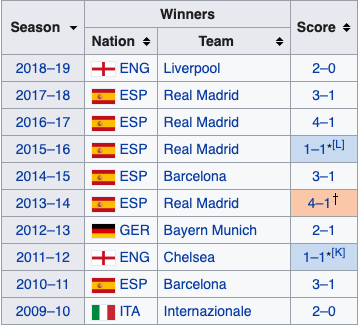 Season Winners Score
Nation Team
2018–19 ENG Liverpool 2–0
2017–18 ESP Real Madrid 3–1
2016–17 ESP Real Madrid 4–1
2015–16 ESP Real Madrid 1–1*[L]
2014–15 ESP Barcelona 3–1
2013–14 ESP Real Madrid 4–1†
2012–13 GER Bayern Munich 2–1
2011–12 ENG Chelsea 1–1*[K]
2010–11 ESP Barcelona 3–1
2009–10 ITA Internazionale 2–0